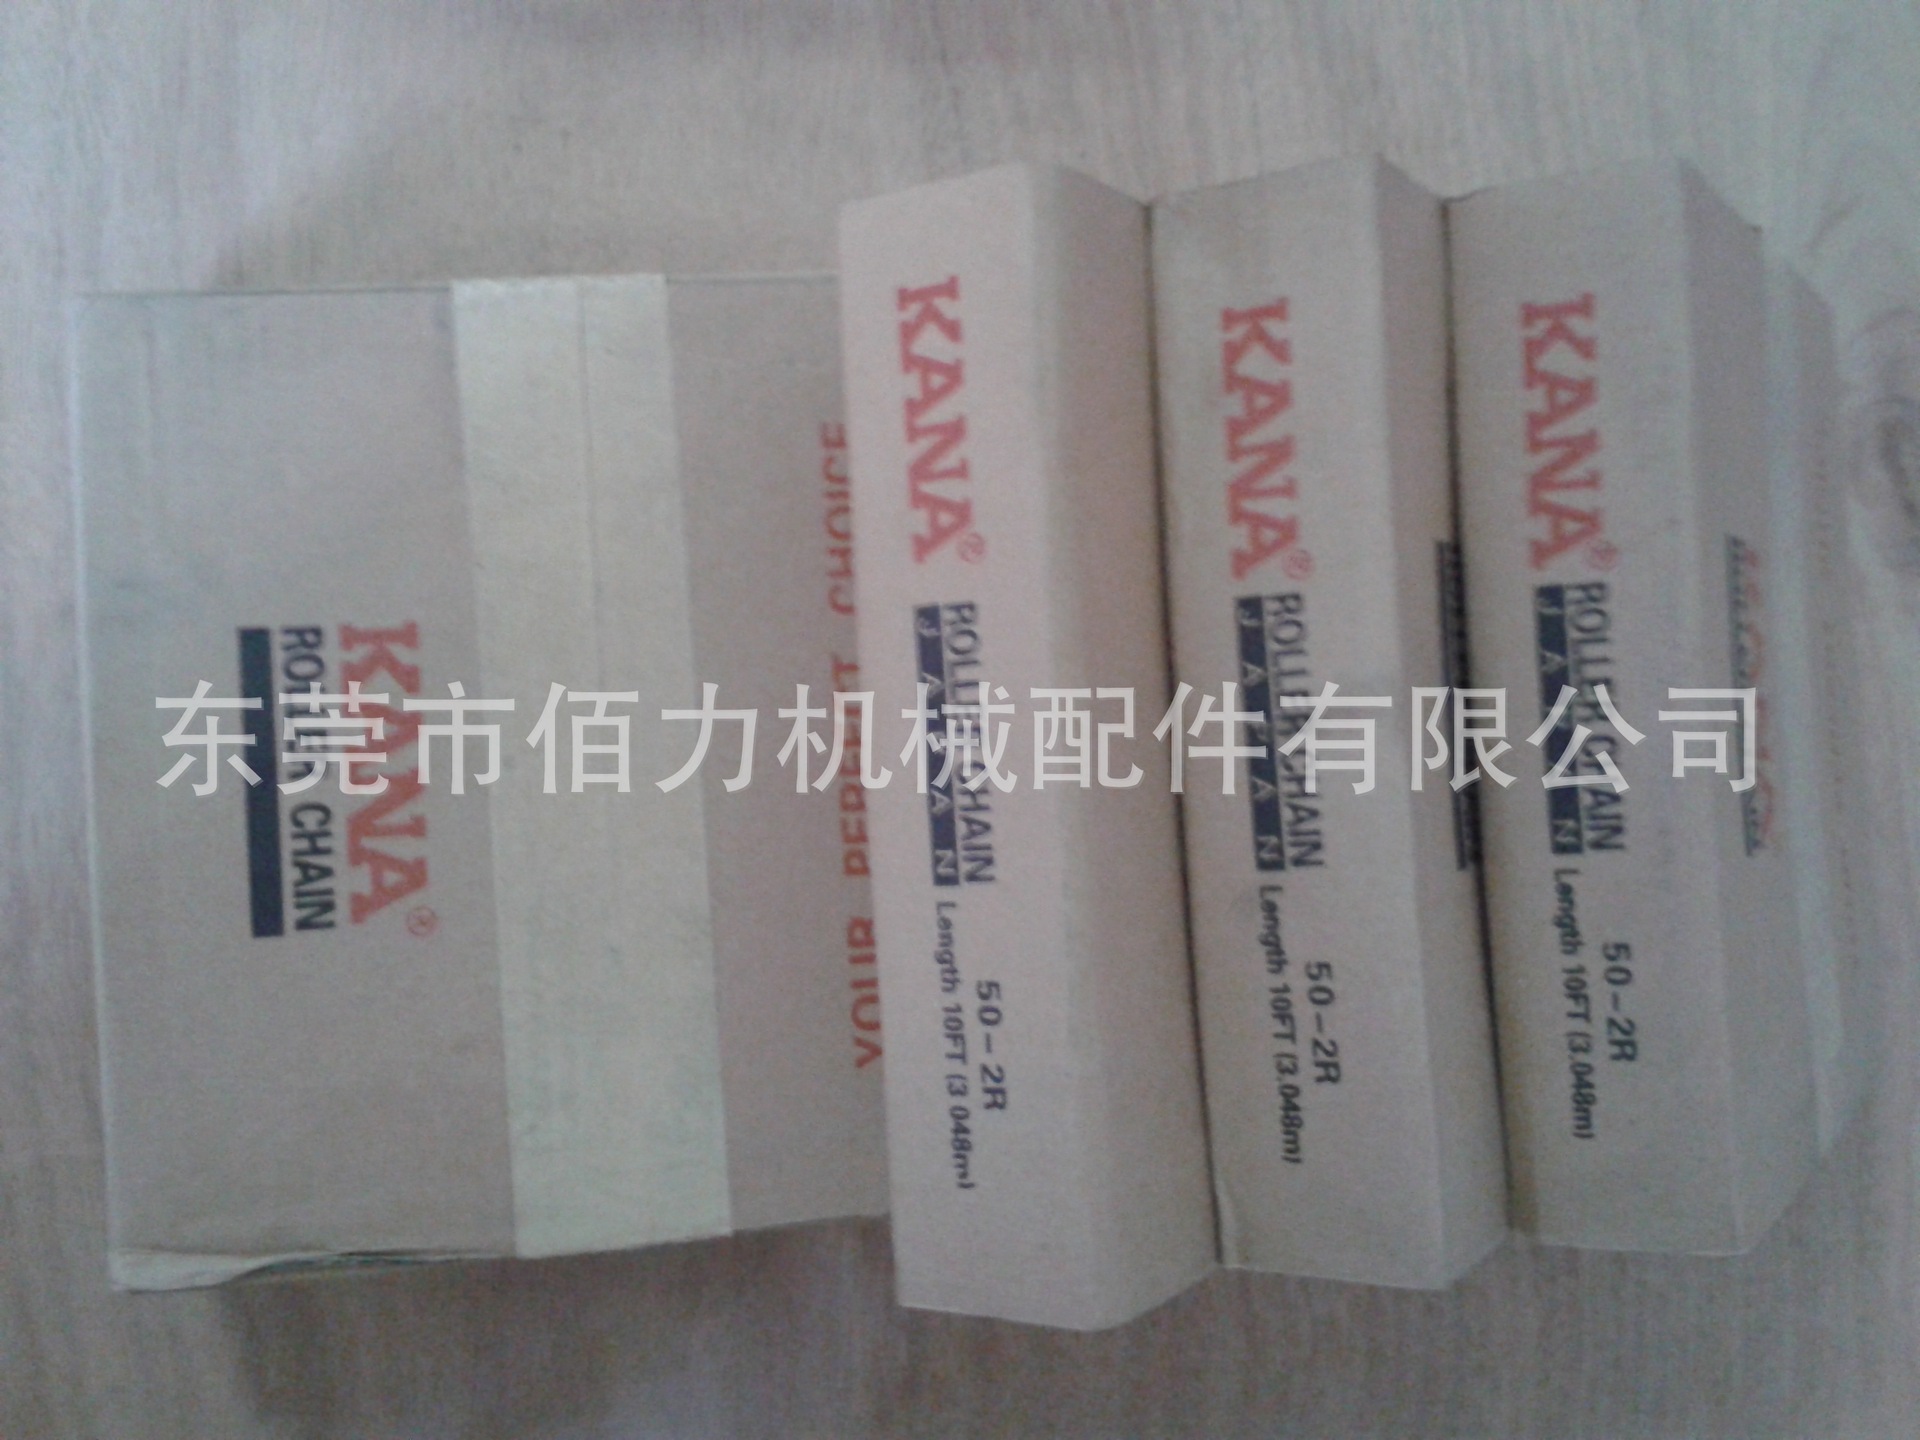 KANA®
ROLLER CHAIN
YOUR PERFECT CHOICE
KANA®
ROLLER CHAIN
JAPAN
50-2R
Length 10FT (3.048m)
KANA®
ROLLER CHAIN
JAPAN
50-2R
Length 10FT (3.048m)
KANA®
ROLLER CHAIN
JAPAN
50-2R
Length 10FT (3.048m)
东莞市佰力机械配件有限公司